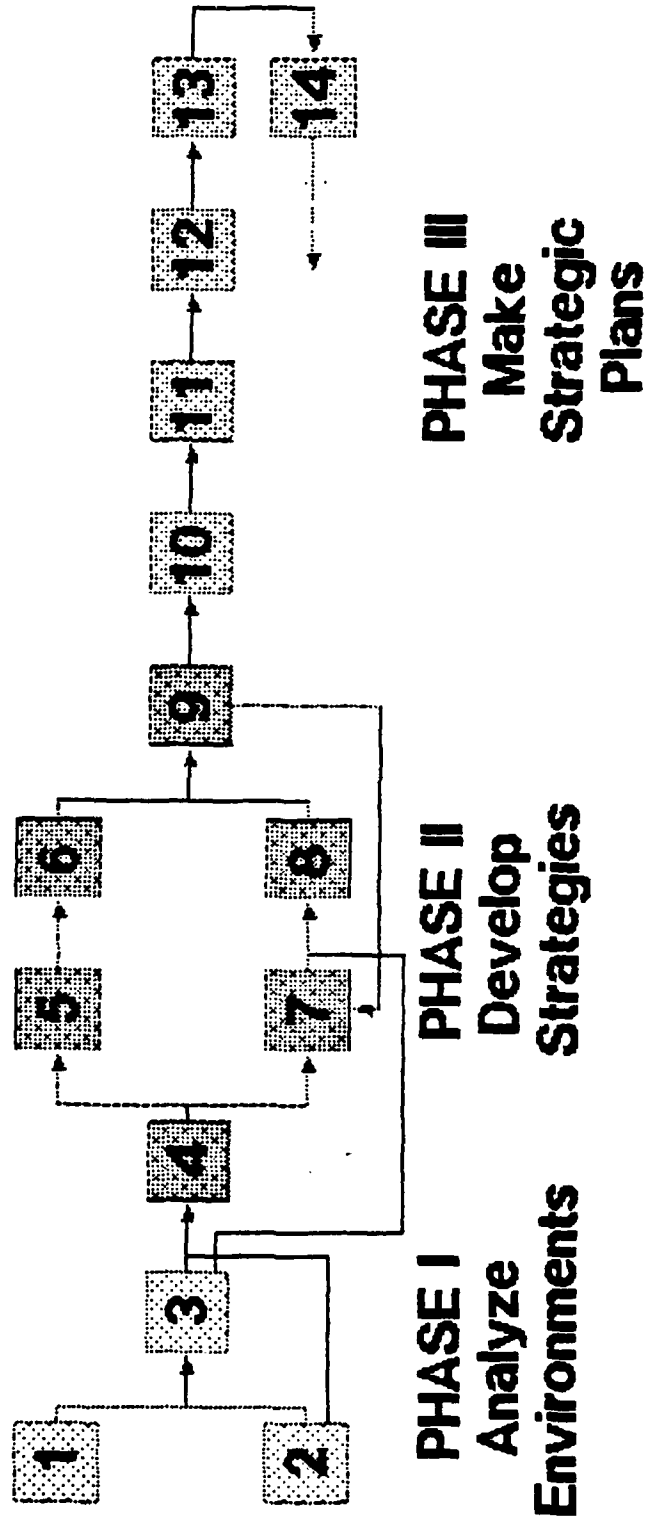 1
2
3
4
5
6
7
8
9
10
11
12
13
14
PHASE I
Analyze
Environments
PHASE II
Develop
Strategies
PHASE III
Make
Strategic
Plans